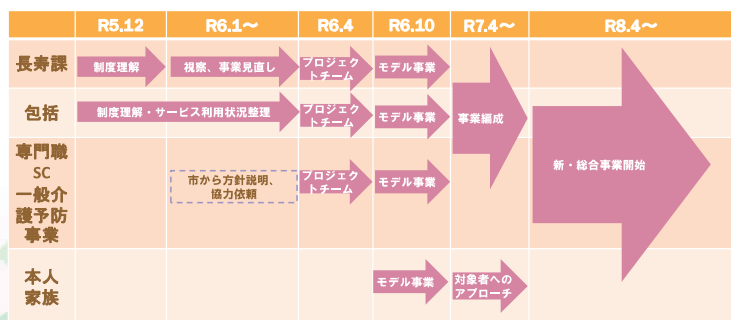 R5.12 R6.1～ R6.4 R6.10 R7.4～ R8.4～
長寿課
制度理解
視察、事業見直し
プロジェク
トチーム
モデル事業
包括
制度理解・サービス利用状況整理
プロジェク
トチーム
モデル事業
事業編成
新・総合事業開始
専門職
SC
一般介
護予防
事業
市から方針説明、
協力依頼
プロジェク
トチーム
モデル事業
本人
家族
モデル事業
対象者への
アプローチ